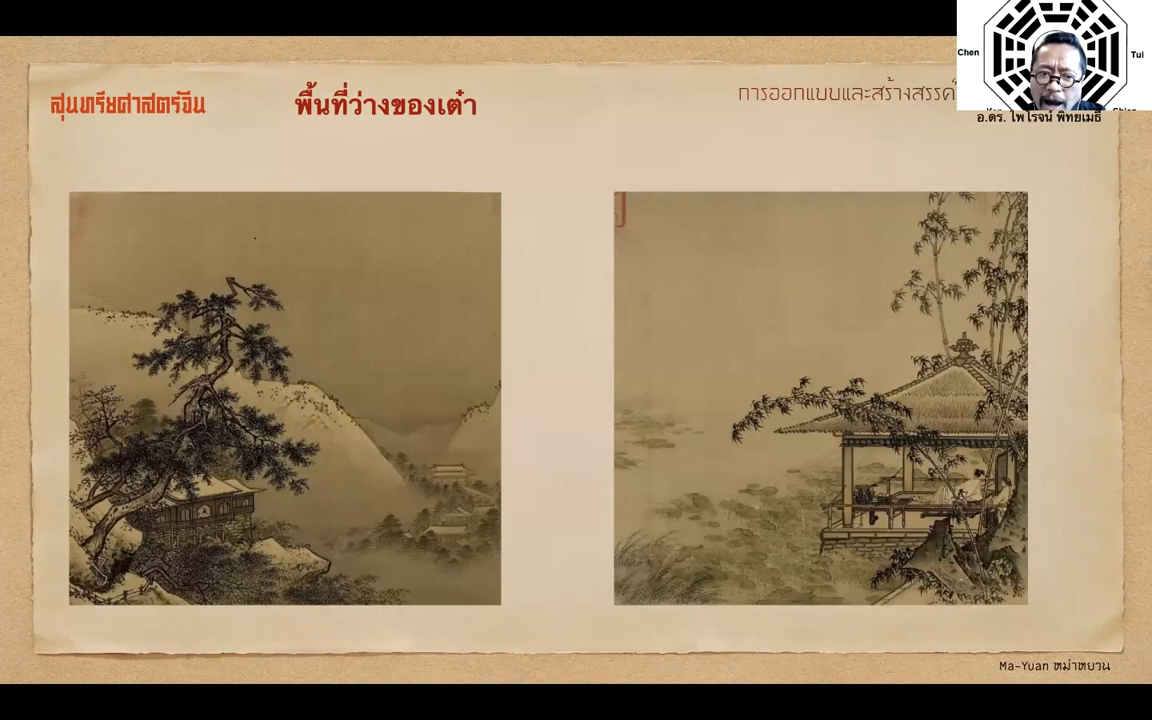 สุนทรียศาสตร์จีน
พื้นที่ว่างของเต๋า
การออกแบบและสร้างสรรค์
Chen
Tui
อ.ดร. ไพโรจน์ พิทยเมธี
Ma-Yuan หม่าหยวน